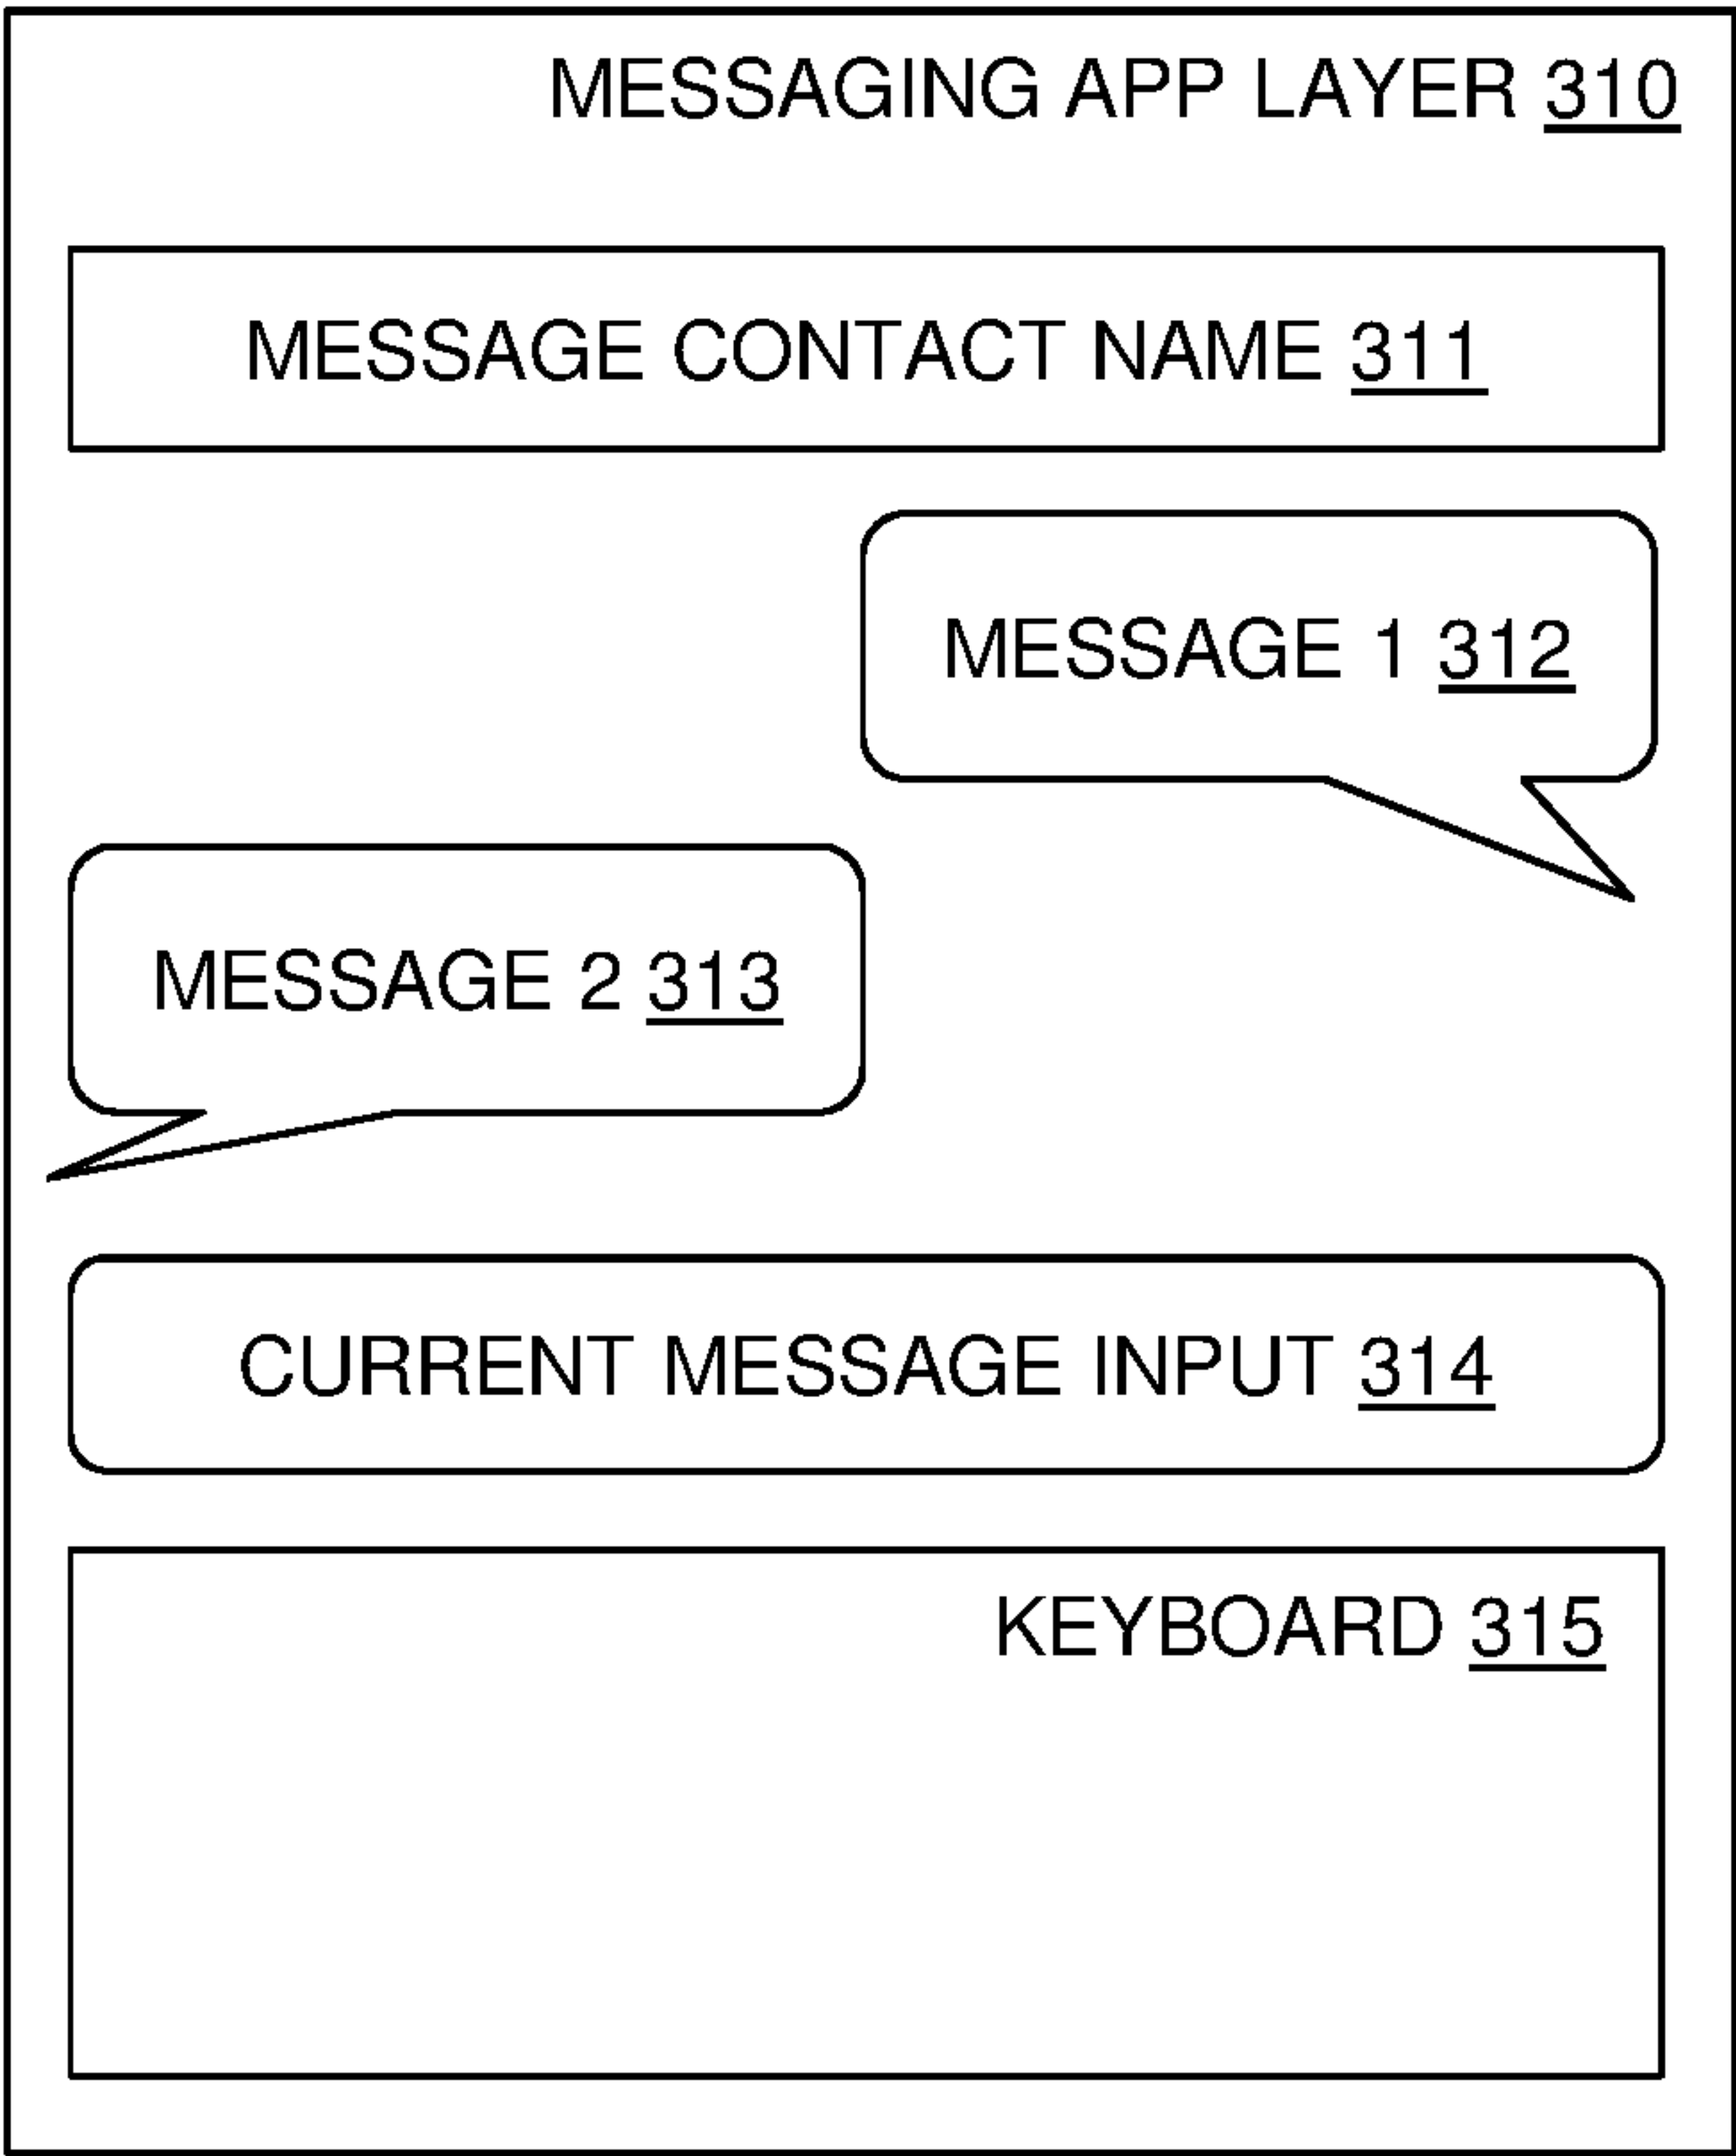 MESSAGING APP LAYER 310
MESSAGE CONTACT NAME 311
MESSAGE 1 312
MESSAGE 2 313
CURRENT MESSAGE INPUT 314
KEYBOARD 315